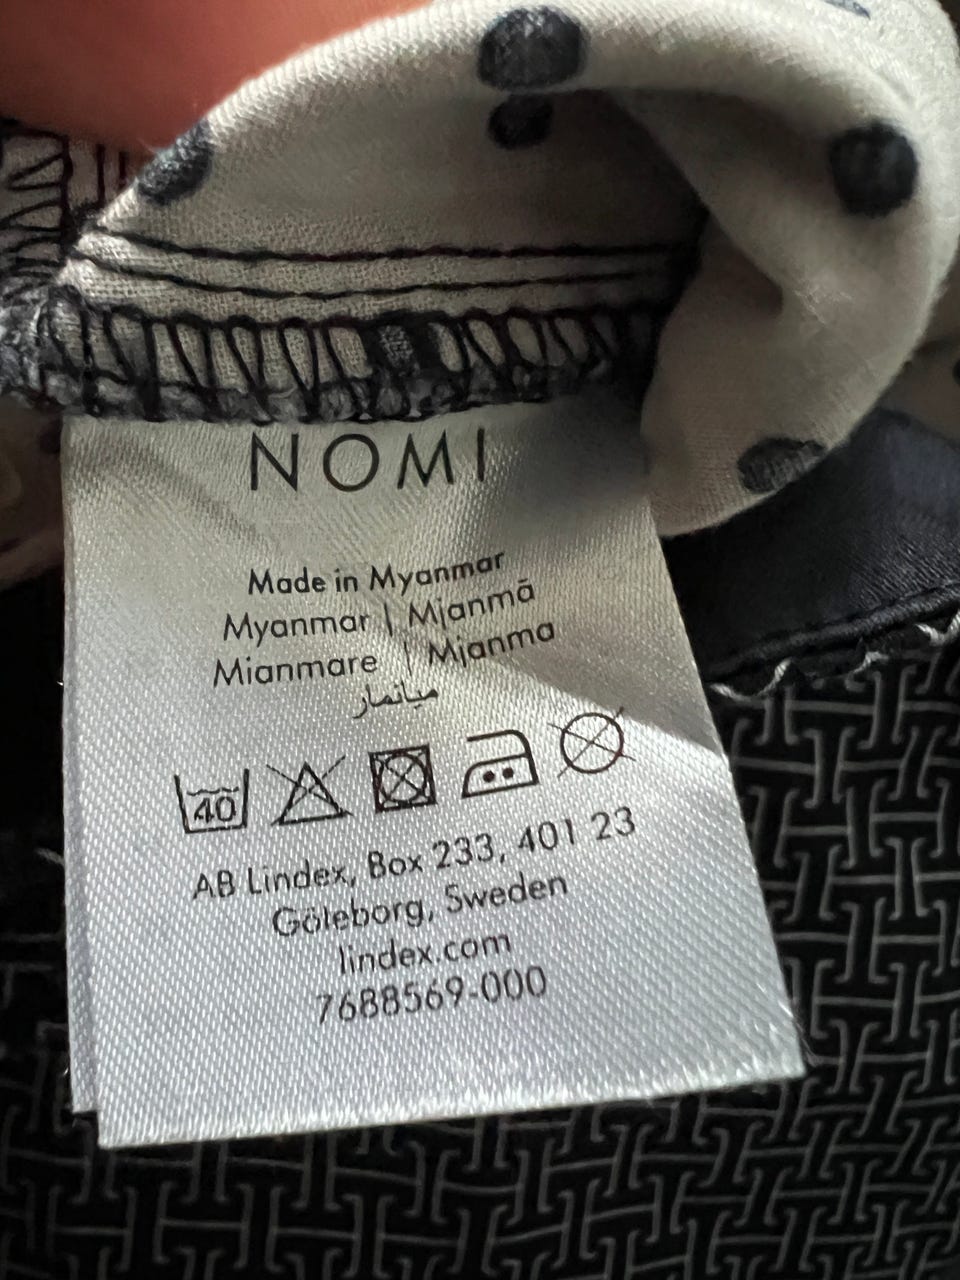 NOMI
Made in Myanmar
Myanmar | Mjanmā
Mianmare | Mjanma
ميانمار
40
AB Lindex, Box 233, 401 23
Göteborg, Sweden
lindex.com
7688569-000